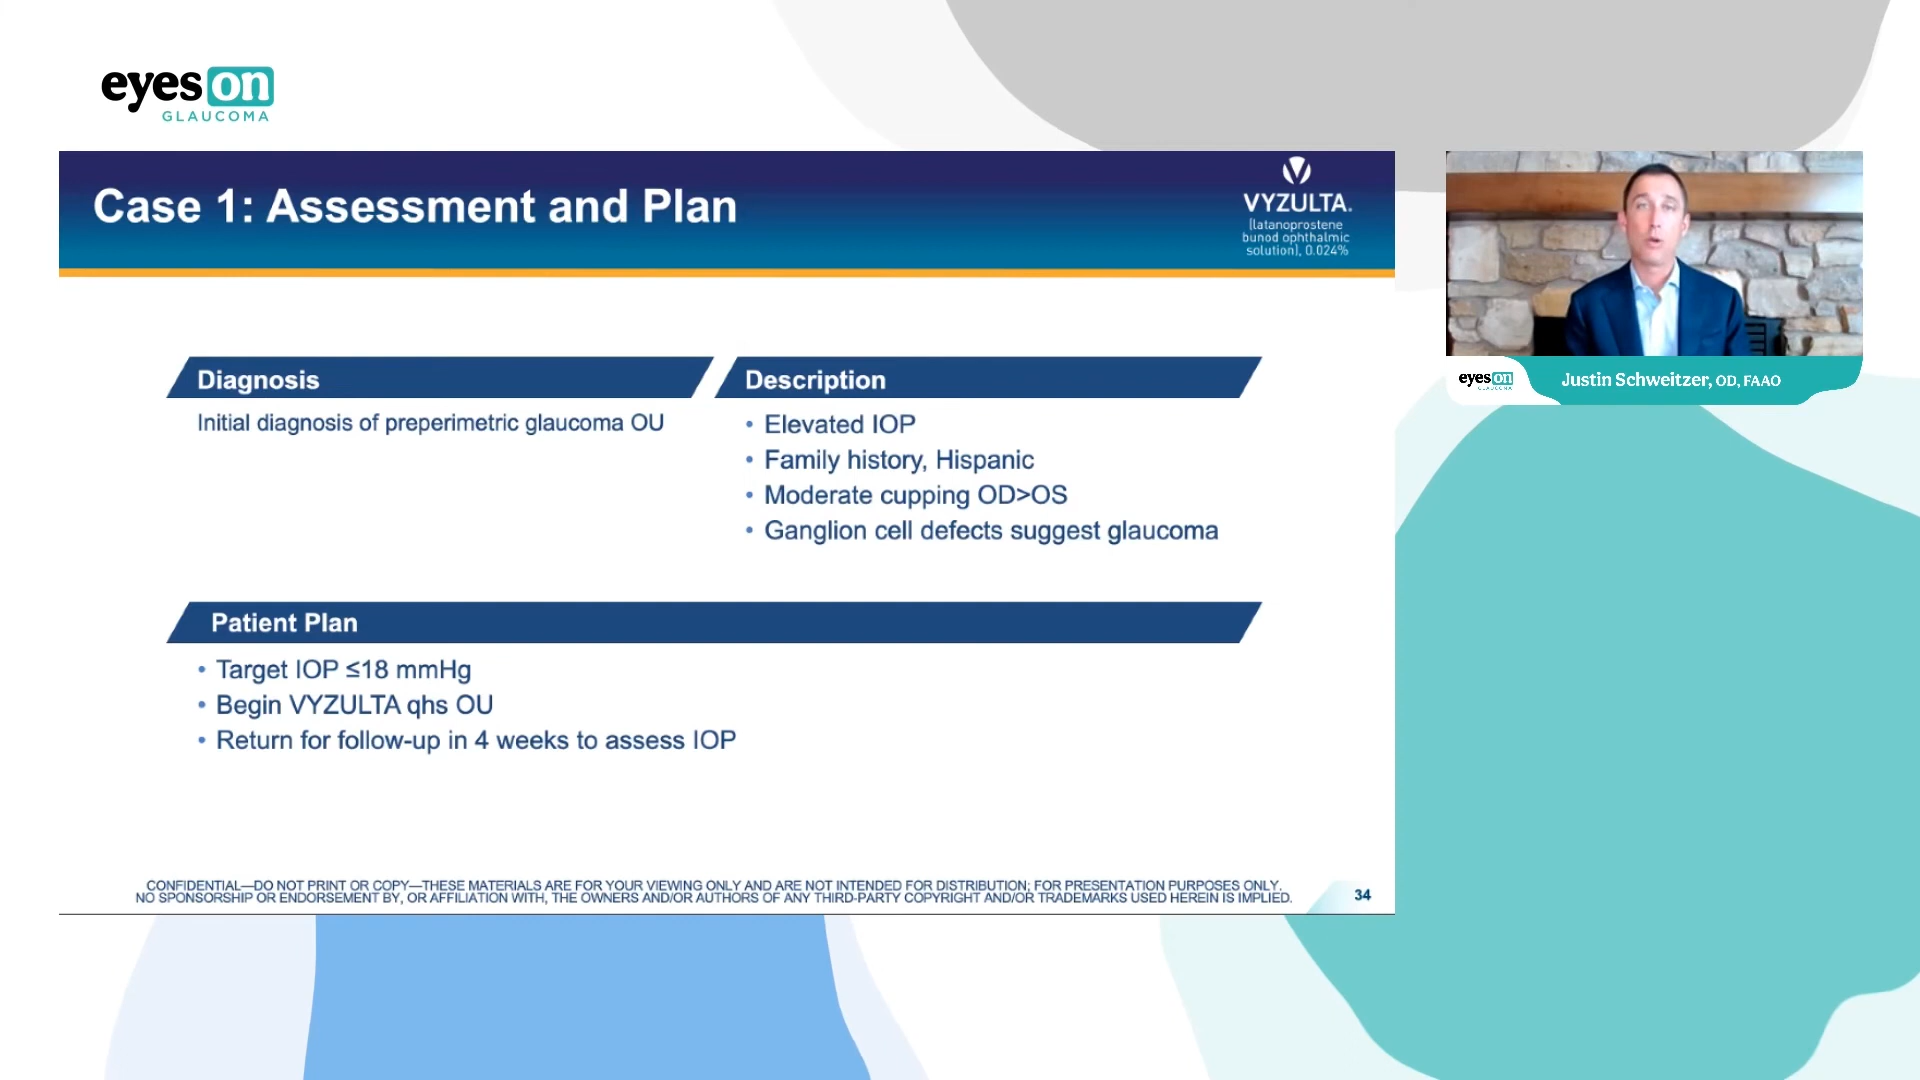 eyes on
GLAUCOMA
Case 1: Assessment and Plan
VYZULTA.
(latanoprostene
bunod ophthalmic
solution), 0.024%
Diagnosis
Initial diagnosis of preperimetric glaucoma OU
Description
• Elevated IOP
• Family history, Hispanic
• Moderate cupping OD>OS
• Ganglion cell defects suggest glaucoma
Patient Plan
• Target IOP ≤18 mmHg
• Begin VYZULTA qhs OU
• Return for follow-up in 4 weeks to assess IOP
CONFIDENTIAL—DO NOT PRINT OR COPY—THESE MATERIALS ARE FOR YOUR VIEWING ONLY AND ARE NOT INTENDED FOR DISTRIBUTION; FOR PRESENTATION PURPOSES ONLY.
NO SPONSORSHIP OR ENDORSEMENT BY, OR AFFILIATION WITH, THE OWNERS AND/OR AUTHORS OF ANY THIRD-PARTY COPYRIGHT AND/OR TRADEMARKS USED HEREIN IS IMPLIED.
34
eyes on
GLAUCOMA
Justin Schweitzer, OD, FAAO